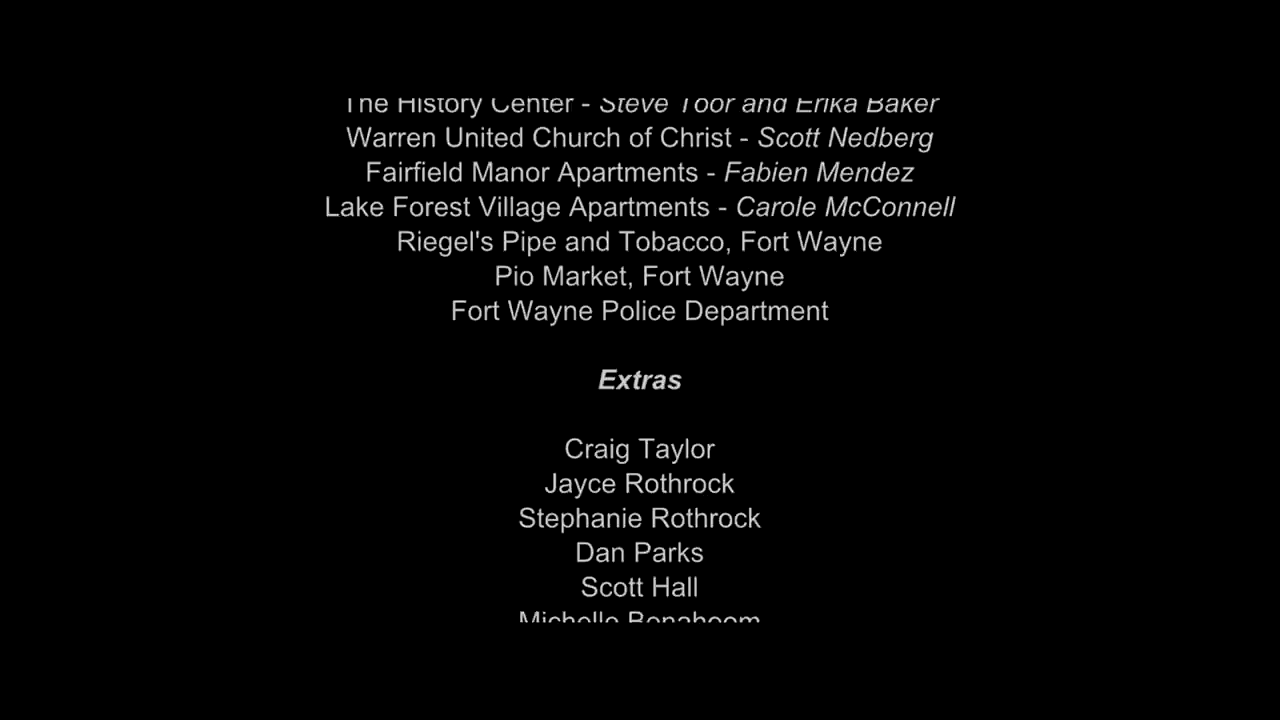 The History Center - Steve Toor and Erika Baker
Warren United Church of Christ - Scott Nedberg
Fairfield Manor Apartments - Fabien Mendez
Lake Forest Village Apartments - Carole McConnell
Riegel's Pipe and Tobacco, Fort Wayne
Pio Market, Fort Wayne
Fort Wayne Police Department
Extras
Craig Taylor
Jayce Rothrock
Stephanie Rothrock
Dan Parks
Scott Hall
Michelle Bonahoom